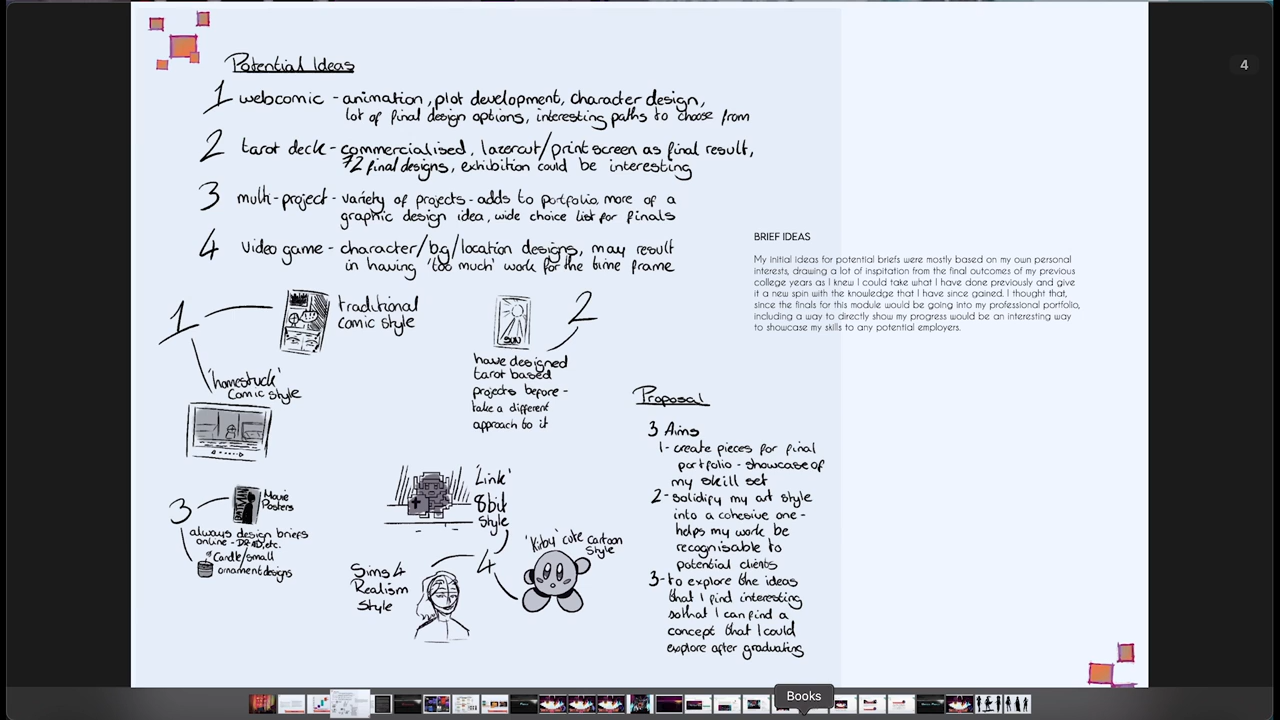 4
Potential Ideas
1 webcomic - animation, plot development, character design,
lot of final design options, interesting paths to choose from
2 tarot deck - commercialised, lazercut/printscreen as final result,
72 final designs, exhibition could be interesting
3 multi-project - variety of projects - adds to portfolio, more of a
graphic design idea, wide choice list for finals
4 video game - character/bg/location designs, may result
in having 'too much' work for the time frame
BRIEF IDEAS
My initial ideas for potential briefs were mostly based on my own personal
interests, drawing a lot of inspitation from the final outcomes of my previous
college years as I knew I could take what I have done previously and give
it a new spin with the knowledge that I have since gained. I thought that,
since the finals for this module would be going into my professional portfolio,
including a way to directly show my progress would be an interesting way
to showcase my skills to any potential employers.
1
traditional
comic style
'homestuck'
comic style
2
SUN
have designed
tarot based
projects before -
take a different
approach to it
3
Movie
Posters
always design briefs
online - D&AD, etc.
Candle/small
ornament designs
4
'Link'
8bit
style
'Kirby' cute cartoon
style
Sims 4
Realism
style
Proposal
3 Aims
1- create pieces for final
portfolio - showcase of
my skill set
2- solidify my art style
into a cohesive one -
helps my work be
recognisable to
potential clients
3- to explore the ideas
that I find interesting
so that I can find a
concept that I could
explore after graduating
Books